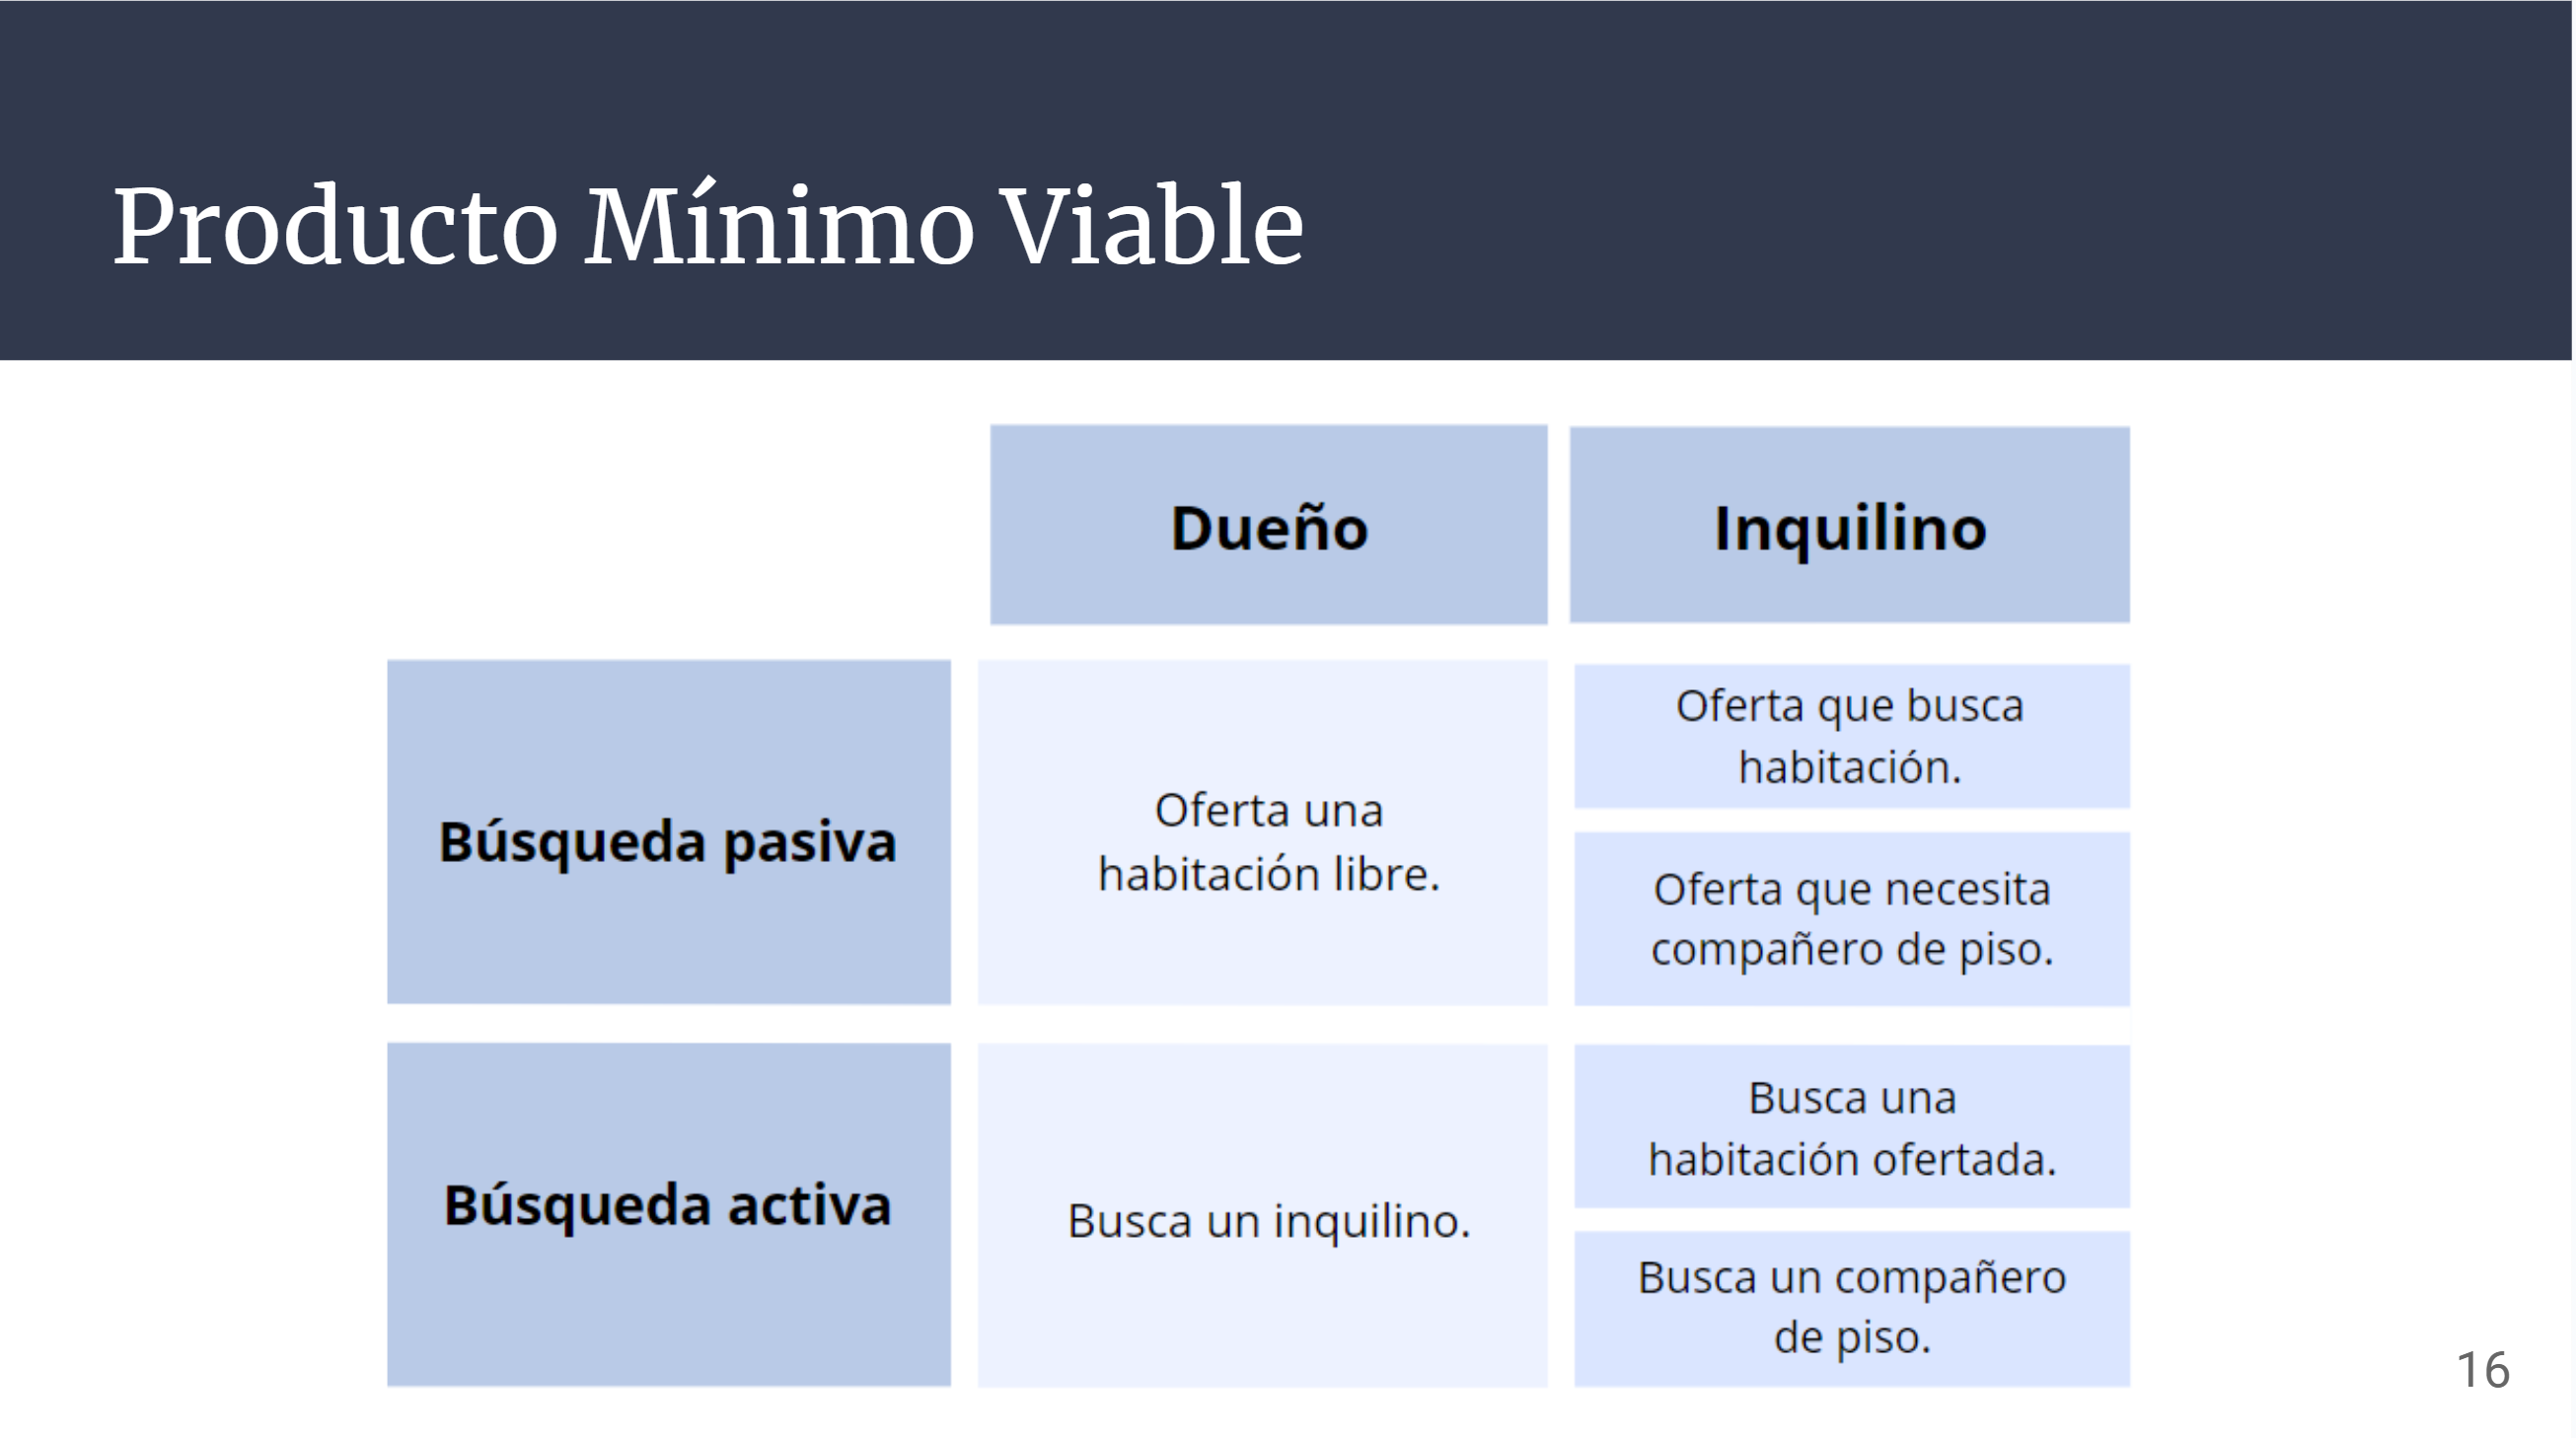 Producto Mínimo Viable
Dueño
Inquilino
Búsqueda pasiva
Oferta una
habitación libre.
Oferta que busca
habitación.
Oferta que necesita
compañero de piso.
Búsqueda activa
Busca un inquilino.
Busca una
habitación ofertada.
Busca un compañero
de piso.
16